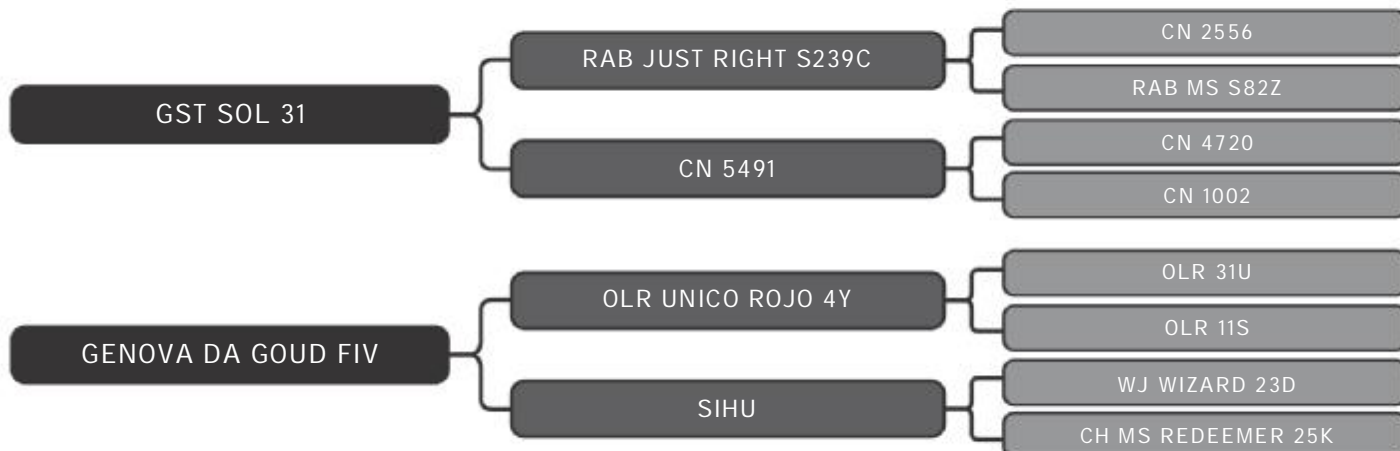 GST SOL 31
RAB JUST RIGHT S239C
CN 2556
RAB MS S82Z
CN 5491
CN 4720
CN 1002
GENOVA DA GOUD FIV
OLR UNICO ROJO 4Y
OLR 31U
OLR 11S
SIHU
WJ WIZARD 23D
CH MS REDEEMER 25K